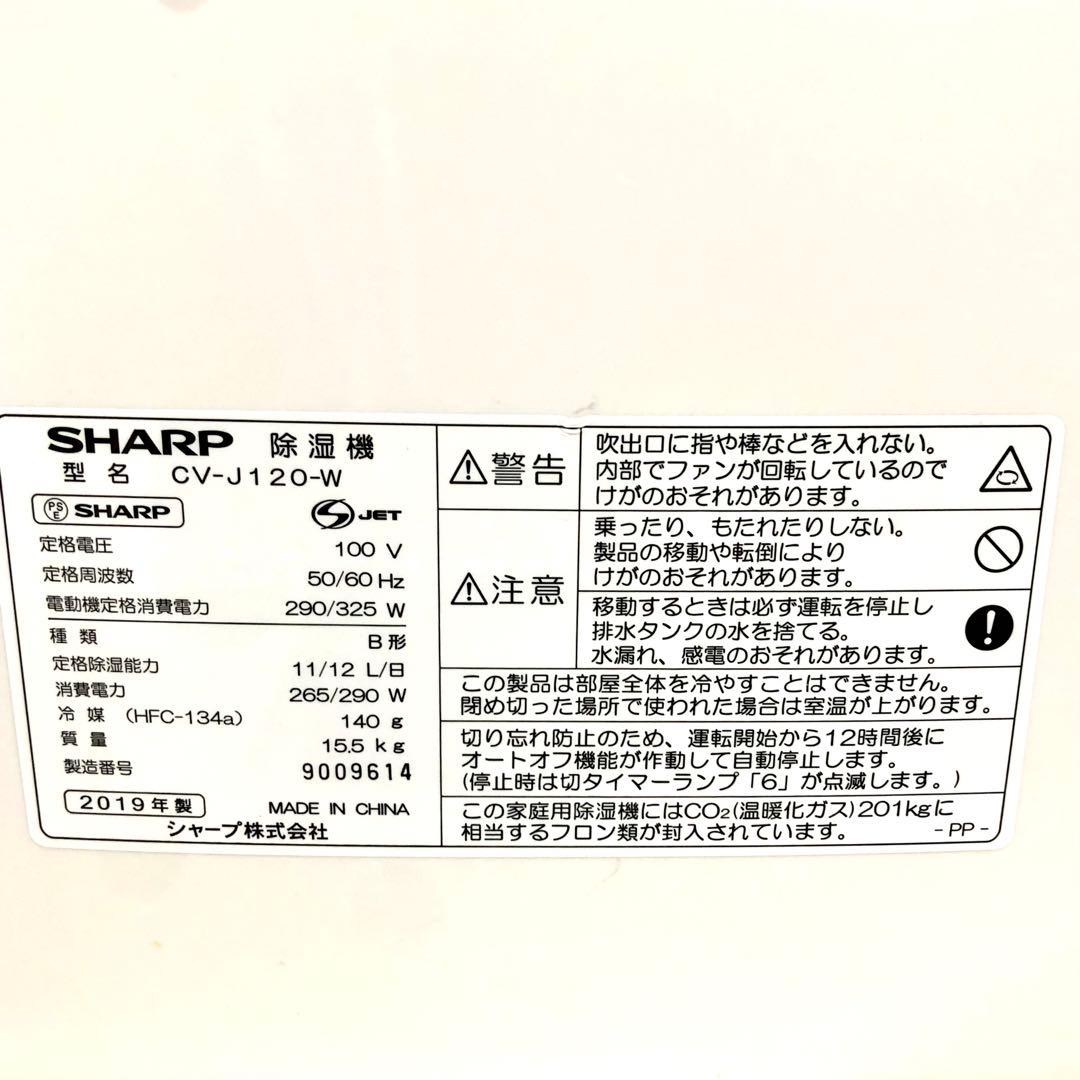 SHARP 除湿機
型名 CV-J120-W
PSE SHARP
S JET
定格電圧 100 V
定格周波数 50/60 Hz
電動機定格消費電力 290/325 W
種類 B形
定格除湿能力 11/12 L/日
消費電力 265/290 W
冷媒 (HFC-134a) 140 g
質量 15.5 kg
製造番号 9009614
2019年製 MADE IN CHINA
シャープ株式会社
警告
吹出口に指や棒などを入れない。
内部でファンが回転しているので
けがのおそれがあります。
注意
乗ったり、もたれたりしない。
製品の移動や転倒により
けがのおそれがあります。
移動するときは必ず運転を停止し
排水タンクの水を捨てる。
水漏れ、感電のおそれがあります。
この製品は部屋全体を冷やすことはできません。
閉め切った場所で使われた場合は室温が上がります。
切り忘れ防止のため、運転開始から12時間後に
オートオフ機能が作動して自動停止します。
(停止時は切タイマーランプ「6」が点滅します。)
この家庭用除湿機にはCO₂(温暖化ガス)201kgに
相当するフロン類が封入されています。 - PP -